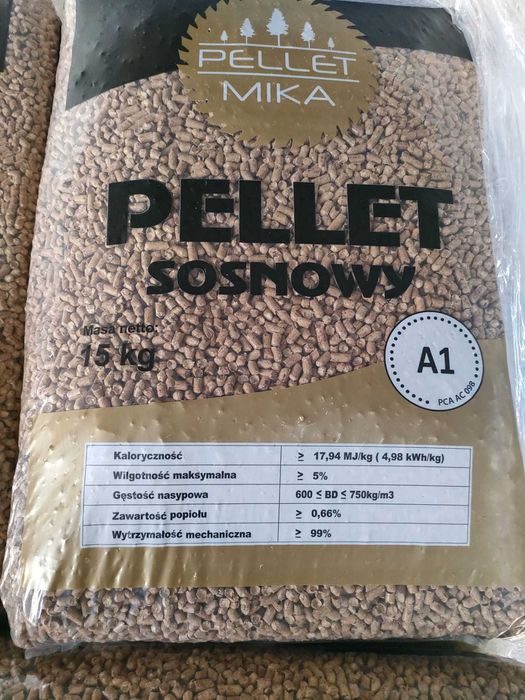 PELLET
MIKA
PELLET
SOSNOWY
Masa netto:
15 kg
A1
PCA AC 098
Kaloryczność ≥ 17,94 MJ/kg ( 4,98 kWh/kg)
Wilgotność maksymalna ≥ 5%
Gęstość nasypowa 600 ≤ BD ≤ 750kg/m3
Zawartość popiołu ≥ 0,66%
Wytrzymałość mechaniczna ≥ 99%